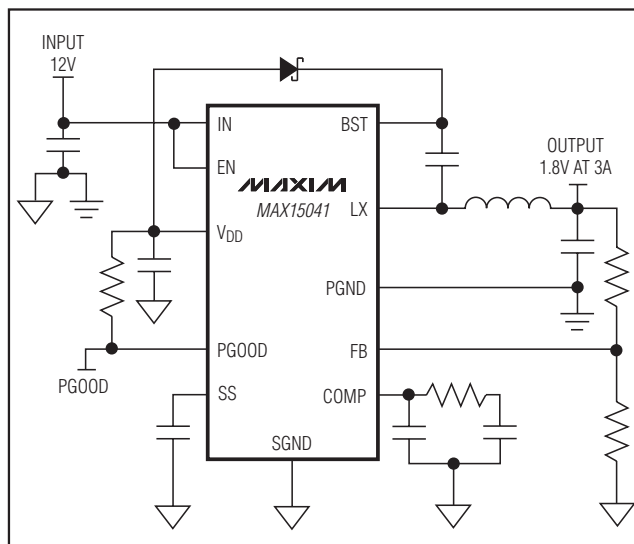 INPUT
12V
IN
BST
EN
MAXIM
MAX15041
OUTPUT
1.8V AT 3A
LX
VDD
PGND
PGOOD
FB
PGOOD
SS
COMP
SGND